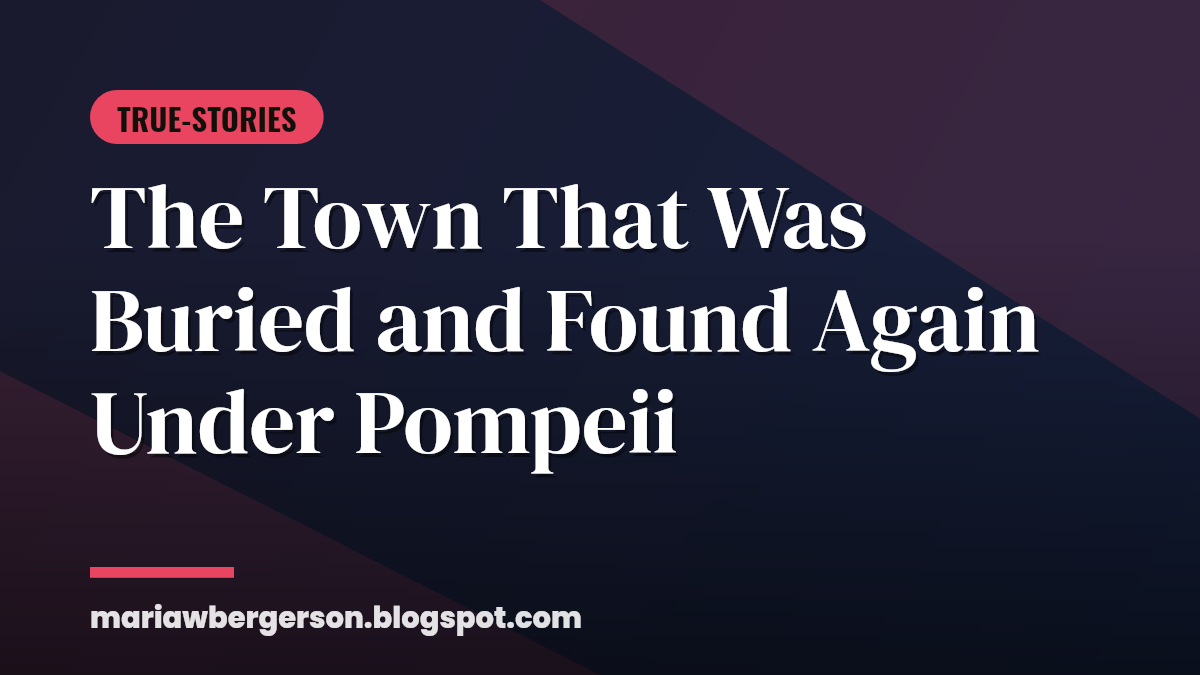 TRUE-STORIES
The Town That Was
Buried and Found Again
Under Pompeii
mariawbergerson.blogspot.com